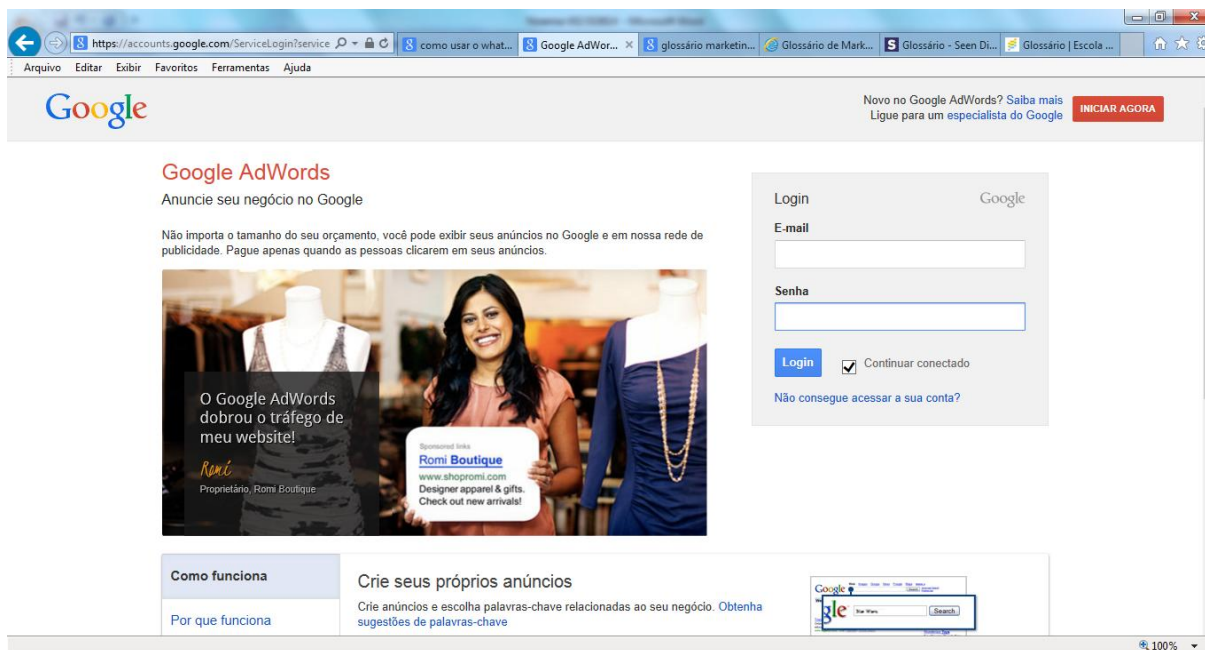 https://accounts.google.com/ServiceLogin?service
como usar o what...
Google AdWor...
glossário marketin...
Glossário de Mark...
Glossário - Seen Di...
Glossário | Escola ...
Arquivo Editar Exibir Favoritos Ferramentas Ajuda
Google
Novo no Google AdWords? Saiba mais
Ligue para um especialista do Google
INICIAR AGORA
Google AdWords
Anuncie seu negócio no Google
Não importa o tamanho do seu orçamento, você pode exibir seus anúncios no Google e em nossa rede de
publicidade. Pague apenas quando as pessoas clicarem em seus anúncios.
O Google AdWords
dobrou o tráfego de
meu website!
Romi
Proprietário, Romi Boutique
Sponsored links
Romi Boutique
www.shopromi.com
Designer apparel & gifts.
Check out new arrivals!
Login Google
E-mail
Senha
Login
Continuar conectado
Não consegue acessar a sua conta?
Como funciona
Por que funciona
Crie seus próprios anúncios
Crie anúncios e escolha palavras-chave relacionadas ao seu negócio. Obtenha
sugestões de palavras-chave
Google
gle
Search
100%